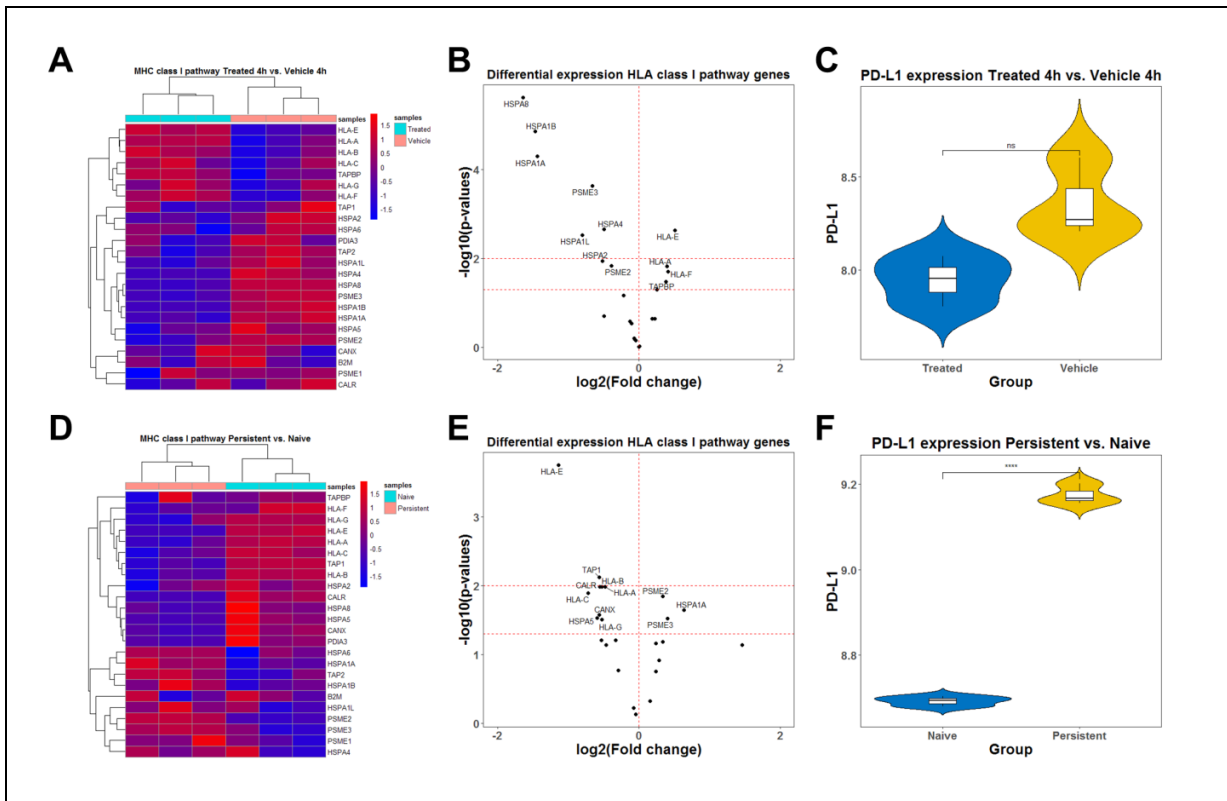 A
MHC class I pathway Treated 4h vs. Vehicle 4h
samples
Treated
Vehicle
samples
1.5
1
0.5
0
-0.5
-1
-1.5
HLA-E
HLA-A
HLA-B
HLA-C
TAPBP
HLA-G
HLA-F
TAP1
HSPA2
HSPA6
PDIA3
TAP2
HSPA1L
HSPA4
HSPA8
PSME3
HSPA1B
HSPA1A
HSPA5
PSME2
CANX
B2M
PSME1
CALR
B
Differential expression HLA class I pathway genes
HSPA8
HSPA1B
HSPA1A
PSME3
HSPA4
HSPA1L
HLA-E
HSPA2
PSME2
HLA-A
HLA-F
TAPBP
4
2
0
-log10(p-values)
-2
0
2
log2(Fold change)
C
PD-L1 expression Treated 4h vs. Vehicle 4h
ns
8.5
8.0
PD-L1
Treated
Vehicle
Group
D
MHC class I pathway Persistent vs. Naive
samples
Naive
Persistent
samples
1.5
1
0.5
0
-0.5
-1
-1.5
TAPBP
HLA-F
HLA-G
HLA-E
HLA-A
HLA-C
TAP1
HLA-B
HSPA2
CALR
HSPA8
HSPA5
CANX
PDIA3
HSPA6
HSPA1A
TAP2
HSPA1B
B2M
HSPA1L
PSME2
PSME3
PSME1
HSPA4
E
Differential expression HLA class I pathway genes
HLA-E
TAP1
CALR
HLA-B
HLA-A
HLA-C
PSME2
CANX
HSPA1A
HSPA5
HLA-G
PSME3
3
2
1
0
-log10(p-values)
-2
0
2
log2(Fold change)
F
PD-L1 expression Persistent vs. Naive
****
9.2
9.0
8.8
PD-L1
Naive
Persistent
Group